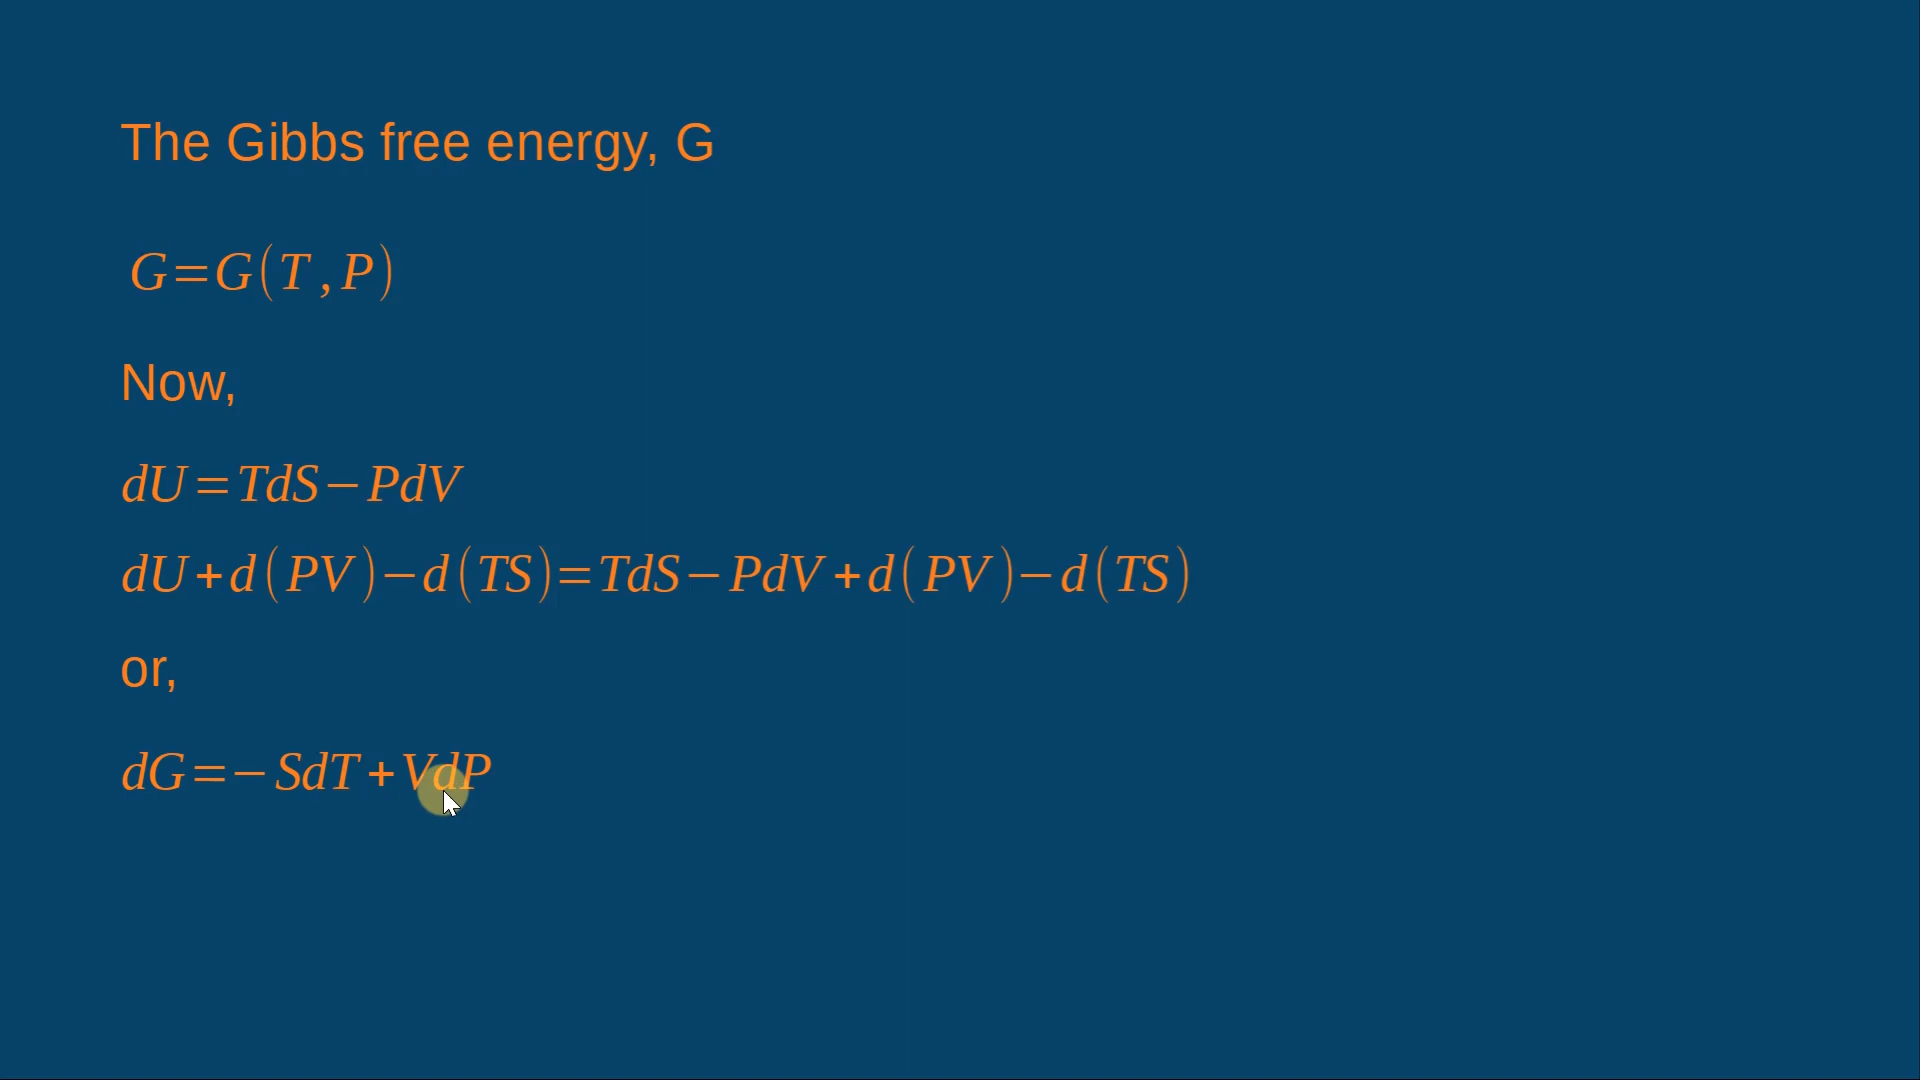 The Gibbs free energy, G
G=G(T,P)
Now,
dU=TdS−PdV
dU+d(PV)−d(TS)=TdS−PdV+d(PV)−d(TS)
or,
dG=−SdT+VdP